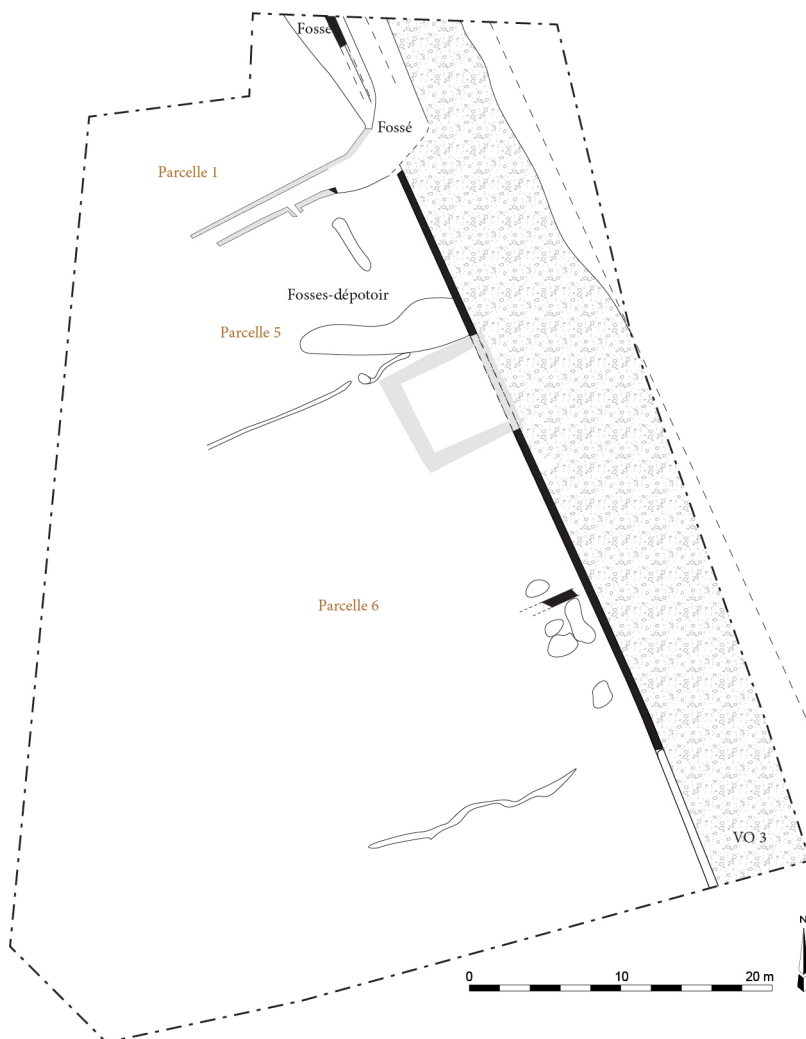 Fossé
Fossé
Parcelle 1
Fosses-dépotoir
Parcelle 5
Parcelle 6
VO 3
N
0 10 20 m